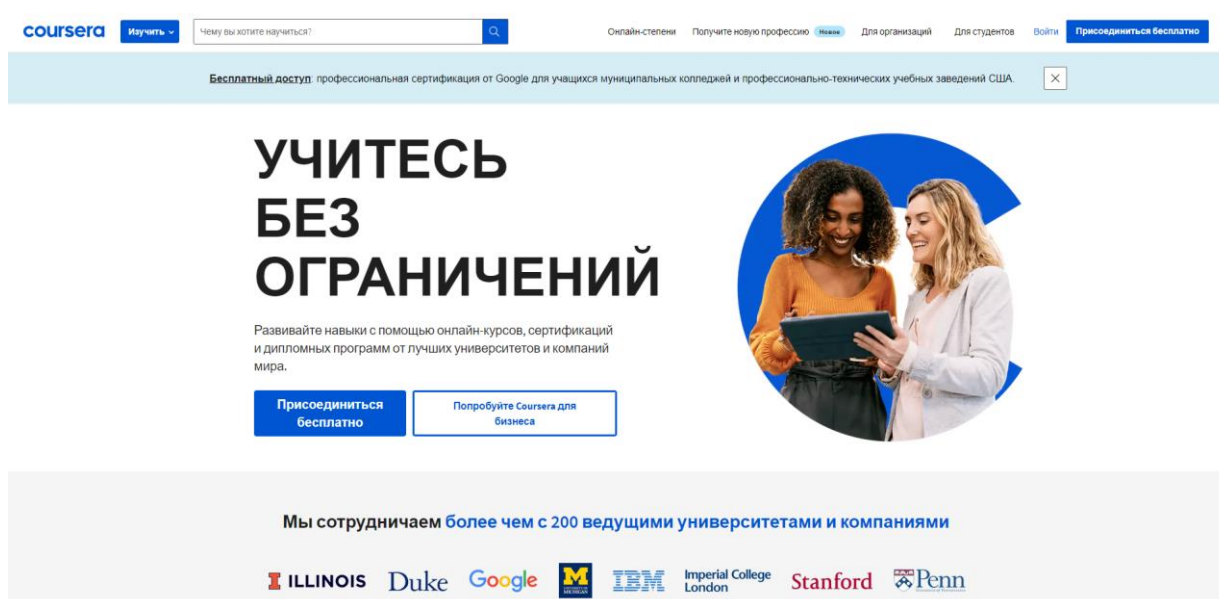 coursera Изучить Чему вы хотите научиться? Онлайн-степени Получите новую профессию Новое Для организаций Для студентов Войти Присоединиться бесплатно
Бесплатный доступ: профессиональная сертификация от Google для учащихся муниципальных колледжей и профессионально-технических учебных заведений США.
УЧИТЕСЬ
БЕЗ
ОГРАНИЧЕНИЙ
Развивайте навыки с помощью онлайн-курсов, сертификаций
и дипломных программ от лучших университетов и компаний
мира.
Присоединиться
бесплатно
Попробуйте Coursera для
бизнеса
Мы сотрудничаем более чем с 200 ведущими университетами и компаниями
ILLINOIS Duke Google M IBM Imperial College
London Stanford Penn